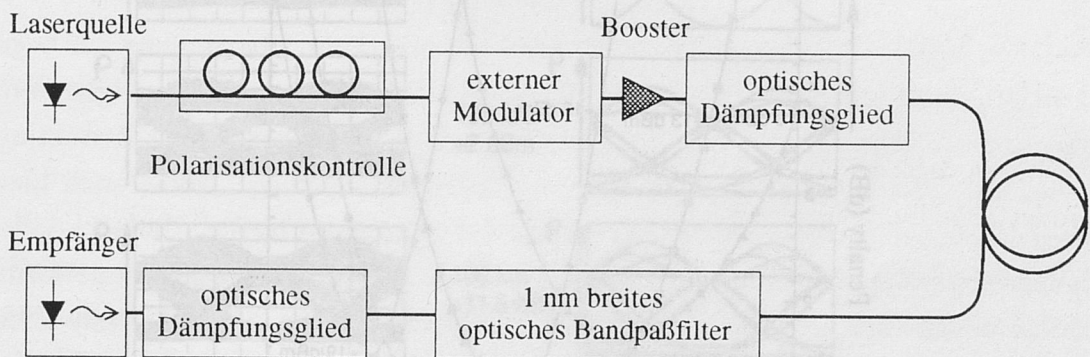 Laserquelle
Polarisationskontrolle
externer
Modulator
Booster
optisches
Dämpfungsglied
Empfänger
optisches
Dämpfungsglied
1 nm breites
optisches Bandpaßfilter